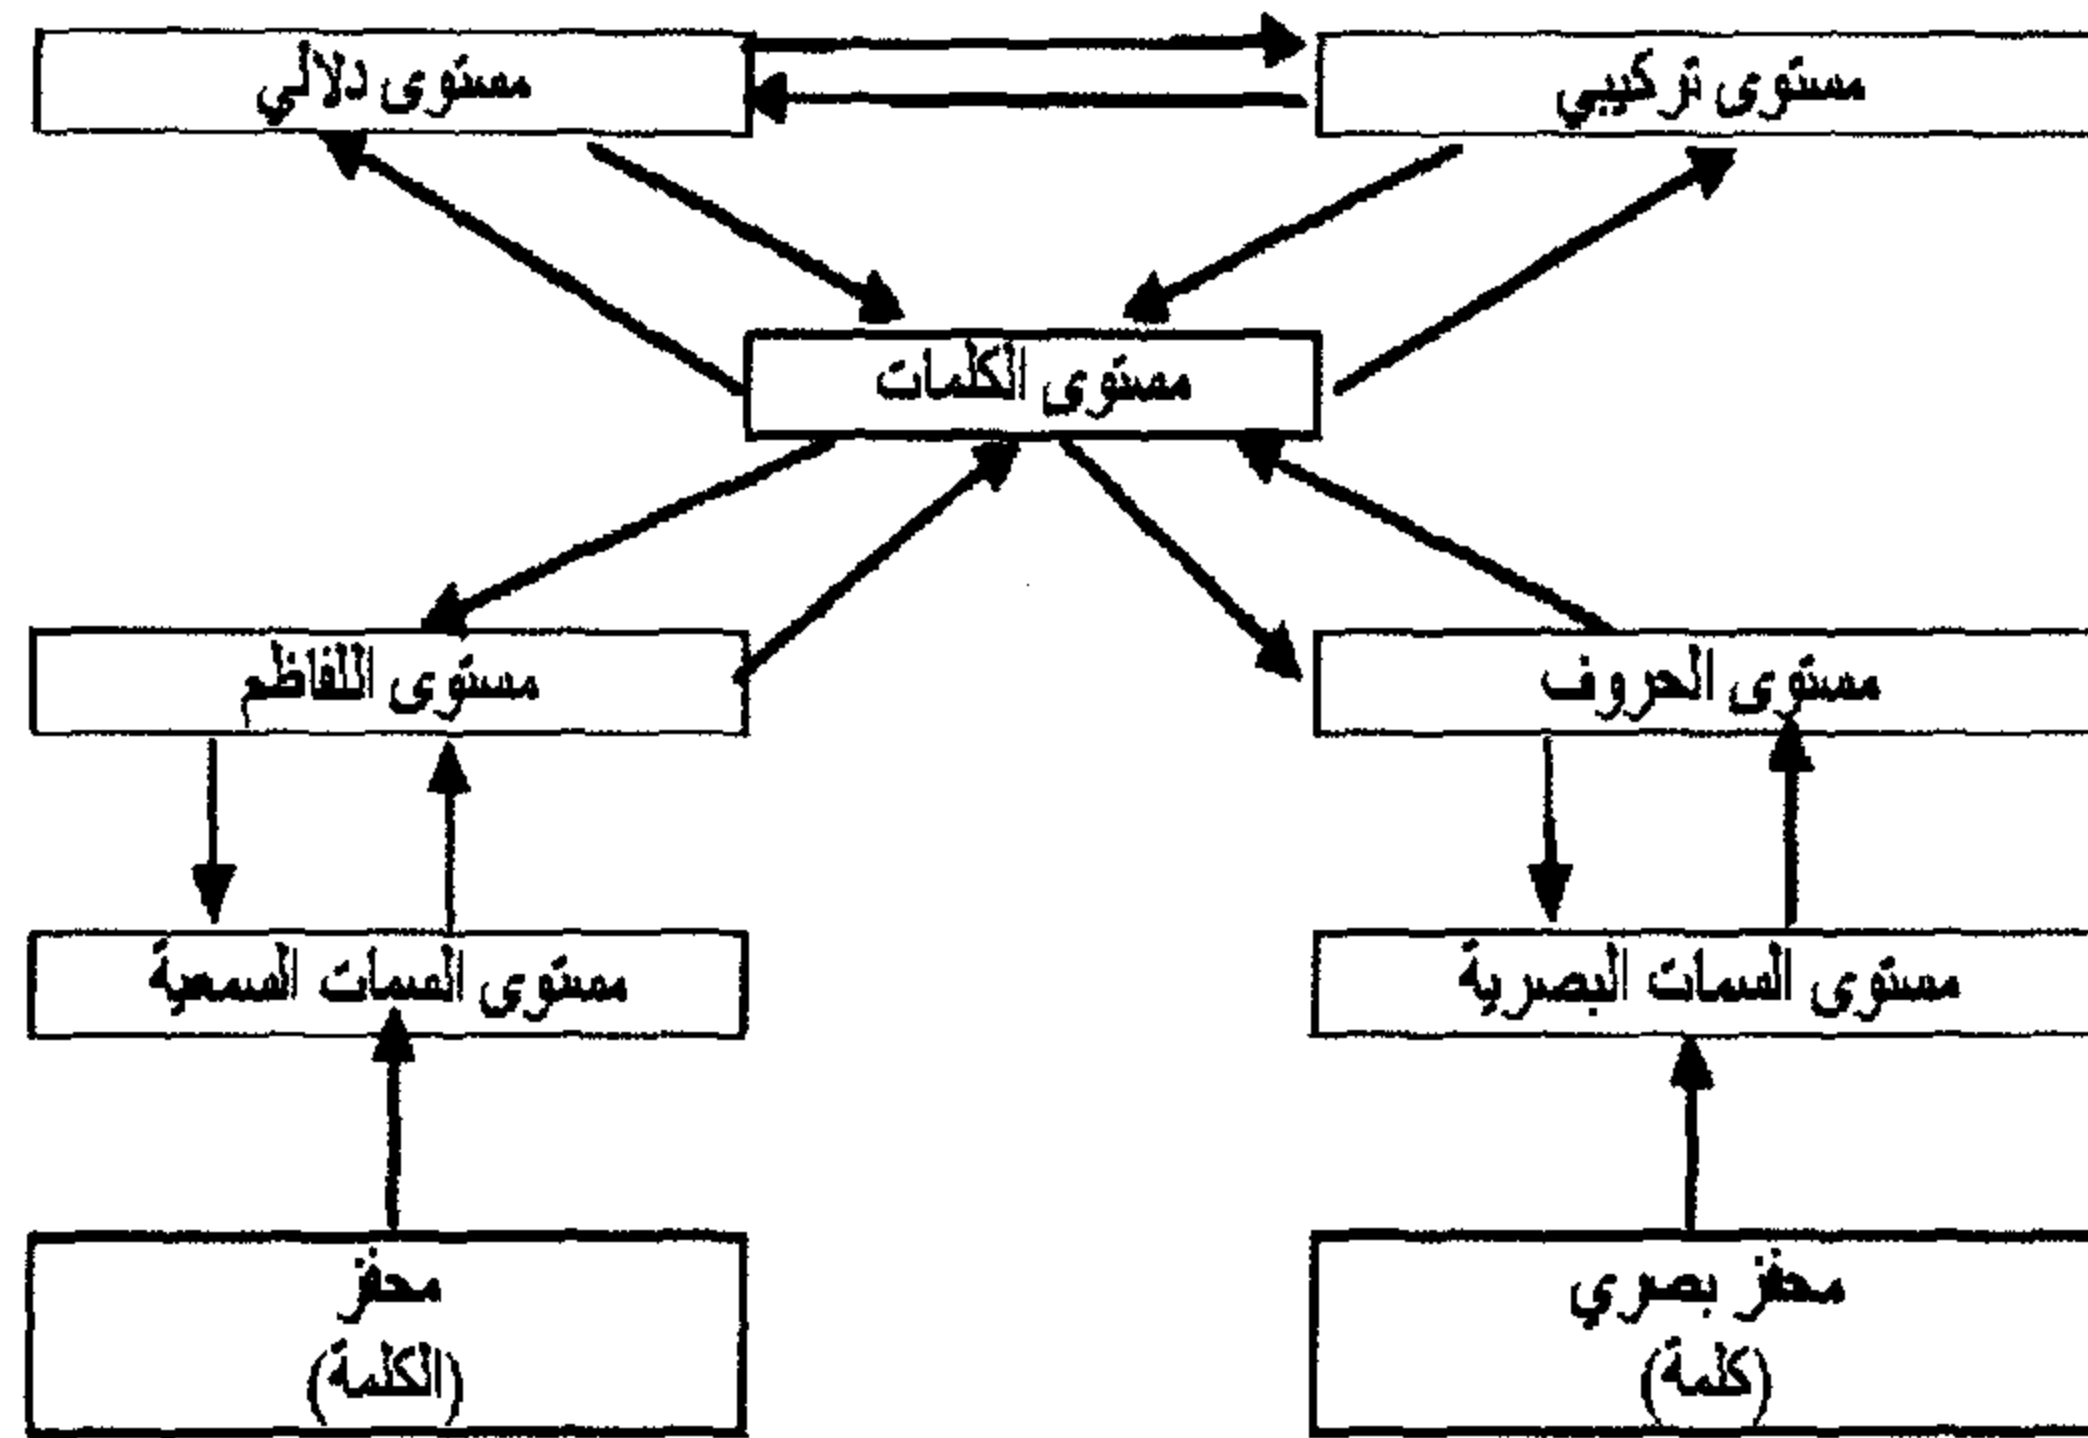 مستوى تركيبي
مستوى دلالي
مستوى الكلمات
مستوى الحروف
مستوى اللفاظم
مستوى السمات البصرية
مستوى السمات السمعية
محفز بصري
(كلمة)
محفز
(الكلمة)